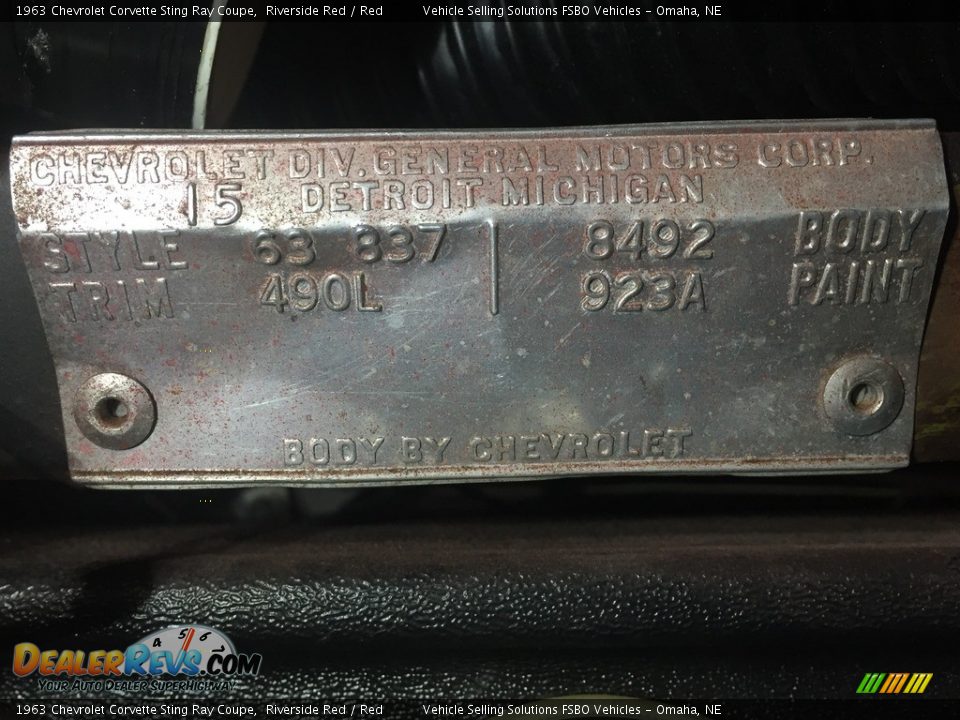 1963 Chevrolet Corvette Sting Ray Coupe,  Riverside Red / Red        Vehicle Selling Solutions FSBO Vehicles - Omaha, NE
CHEVROLET DIV. GENERAL MOTORS CORP.
15 DETROIT MICHIGAN
STYLE 63 837 | 8492 BODY
TRIM 490L | 923A PAINT
BODY BY CHEVROLET
4 5 6
DEALERREVS.COM
YOUR AUTO DEALER SUPERHIGHWAY
1963 Chevrolet Corvette Sting Ray Coupe,  Riverside Red / Red        Vehicle Selling Solutions FSBO Vehicles - Omaha, NE